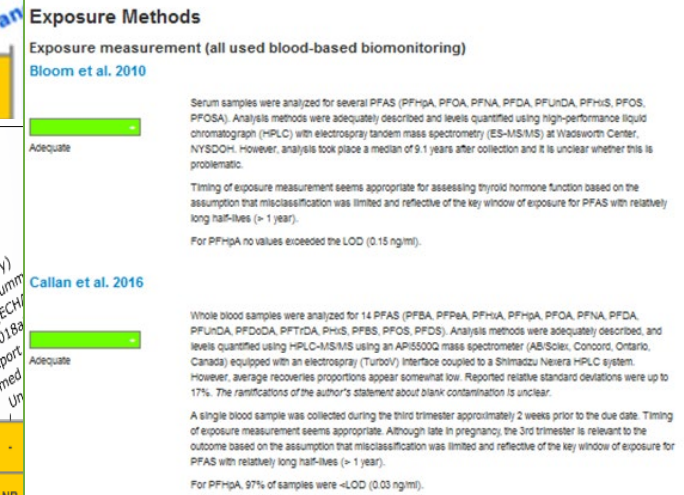 an
Exposure Methods
Exposure measurement (all used blood-based biomonitoring)
Bloom et al. 2010
Serum samples were analyzed for several PFAS (PFHpA, PFOA, PFNA, PFDA, PFUnDA, PFHxS, PFOS,
PFOSA). Analysis methods were adequately described and levels quantified using high-performance liquid
chromatograph (HPLC) with electrospray tandem mass spectrometry (ES-MS/MS) at Wadsworth Center,
NYSDOH. However, analysis took place a median of 9.1 years after collection and it is unclear whether this is
problematic.
Adequate
Timing of exposure measurement seems appropriate for assessing thyroid hormone function based on the
assumption that misclassification was limited and reflective of the key window of exposure for PFAS with relatively
long half-lives (> 1 year).
For PFHpA no values exceeded the LOD (0.15 ng/ml).
Callan et al. 2016
Whole blood samples were analyzed for 14 PFAS (PFBA, PFPeA, PFHxA, PFHpA, PFOA, PFNA, PFDA,
PFUnDA, PFDoDA, PFTrDA, PHxS, PFBS, PFOS, PFDS). Analysis methods were adequately described, and
levels quantified using HPLC-MS/MS using an API5500Q mass spectrometer (AB/Sciex, Concord, Ontario,
Canada) equipped with an electrospray (TurboV) interface coupled to a Shimadzu Nexera HPLC system.
However, average recoveries proportions appear somewhat low. Reported relative standard deviations were up to
17%. The ramifications of the author's statement about blank contamination is unclear.
Adequate
A single blood sample was collected during the third trimester approximately 2 weeks prior to the due date. Timing
of exposure measurement seems appropriate. Although late in pregnancy, the 3rd trimester is relevant to the
outcome based on the assumption that misclassification was limited and reflective of the key window of exposure for
PFAS with relatively long half-lives (> 1 year).
For PFHpA, 97% of samples were <LOD (0.03 ng/ml).